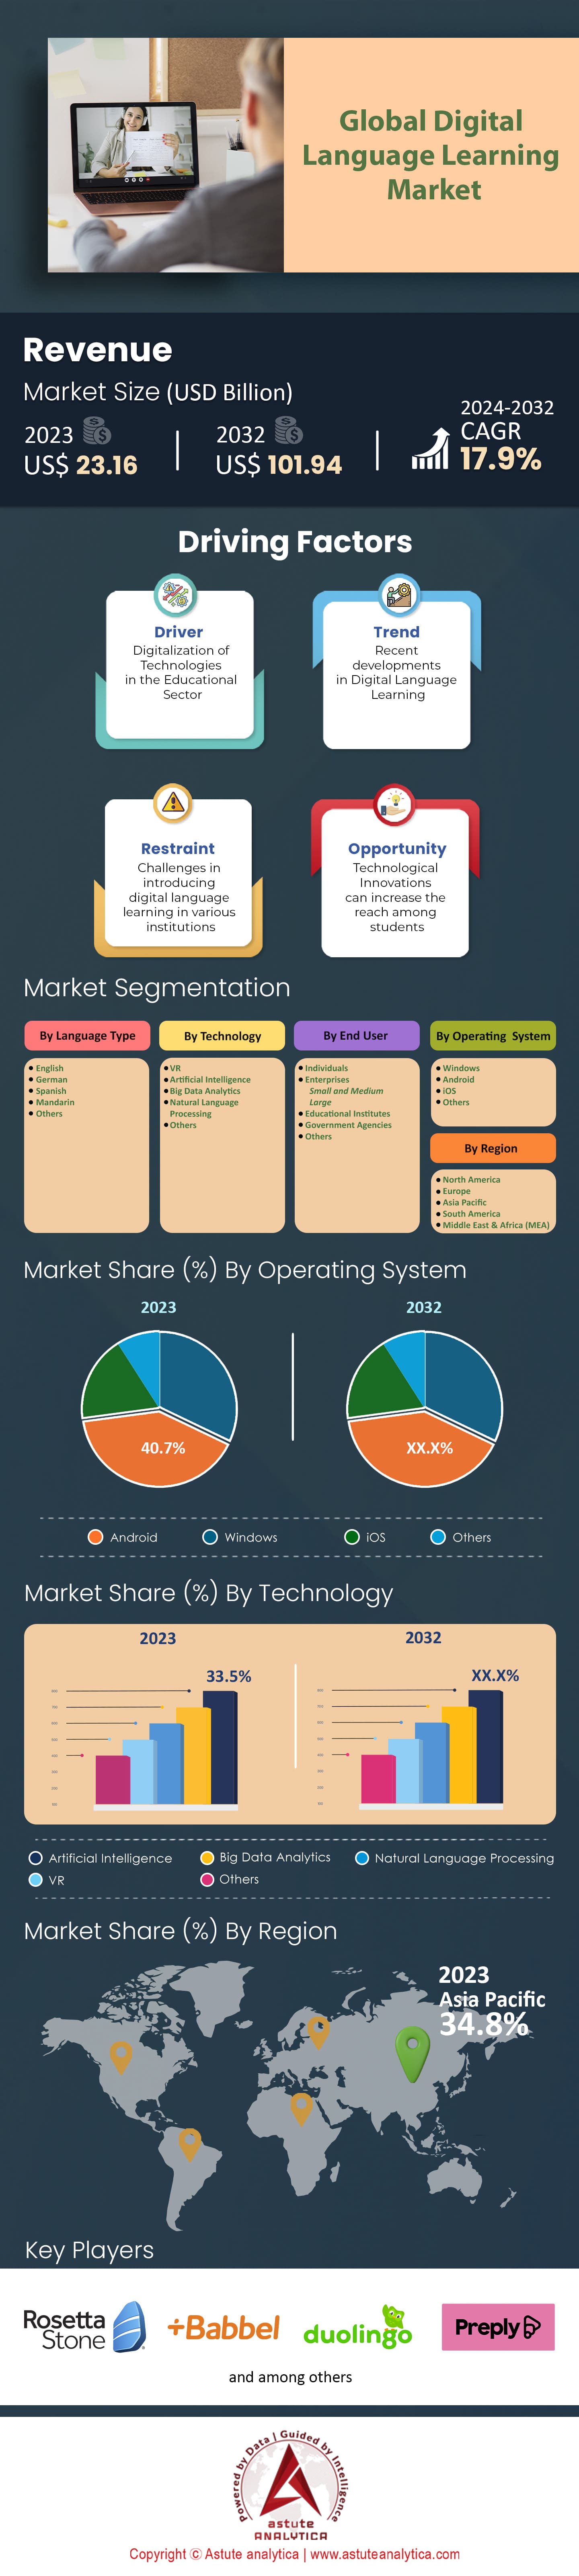 Global Digital
Language Learning
Market
Revenue
Market Size (USD Billion)
2023
US$ 23.16
2032
US$ 101.94
2024-2032
CAGR
17.9%
Driving Factors
Driver
Digitalization of
Technologies
in the Educational
Sector
Trend
Recent
developments
in Digital Language
Learning
Restraint
Challenges in
introducing
digital language
learning in various
institutions
Opportunity
Technological
Innovations
can increase the
reach among
students
Market Segmentation
By Language Type
English
German
Spanish
Mandarin
Others
By Technology
VR
Artificial Intelligence
Big Data Analytics
Natural Language
Processing
Others
By End User
Individuals
Enterprises
Small and Medium
Large
Educational Institutes
Government Agencies
Others
By Operating System
Windows
Android
iOS
Others
By Region
North America
Europe
Asia Pacific
South America
Middle East & Africa (MEA)
Market Share (%) By Operating System
2023
40.7%
2032
XX.X%
Android
Windows
iOS
Others
Market Share (%) By Technology
2023
33.5%
2032
XX.X%
Artificial Intelligence
Big Data Analytics
Natural Language Processing
VR
Others
Market Share (%) By Region
2023
Asia Pacific
34.8%
Key Players
Rosetta
Stone
+Babbel
duolingo
Preply
and among others
Powered by Data | Guided by Intelligence
astute
ANALYTICA
Copyright © Astute analytica | www.astuteanalytica.com